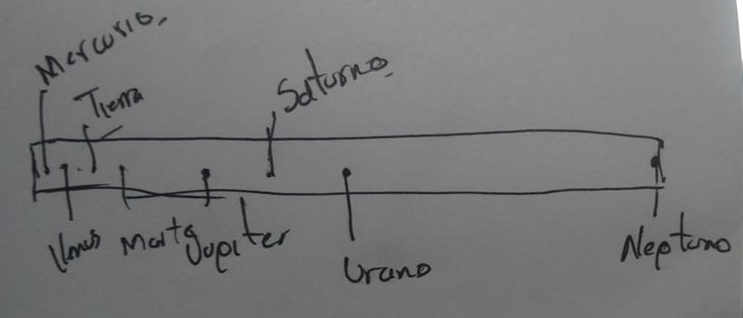 Mercurio.
Tierra
Saturno
Venus
Marte
Jupiter
Urano
Neptuno